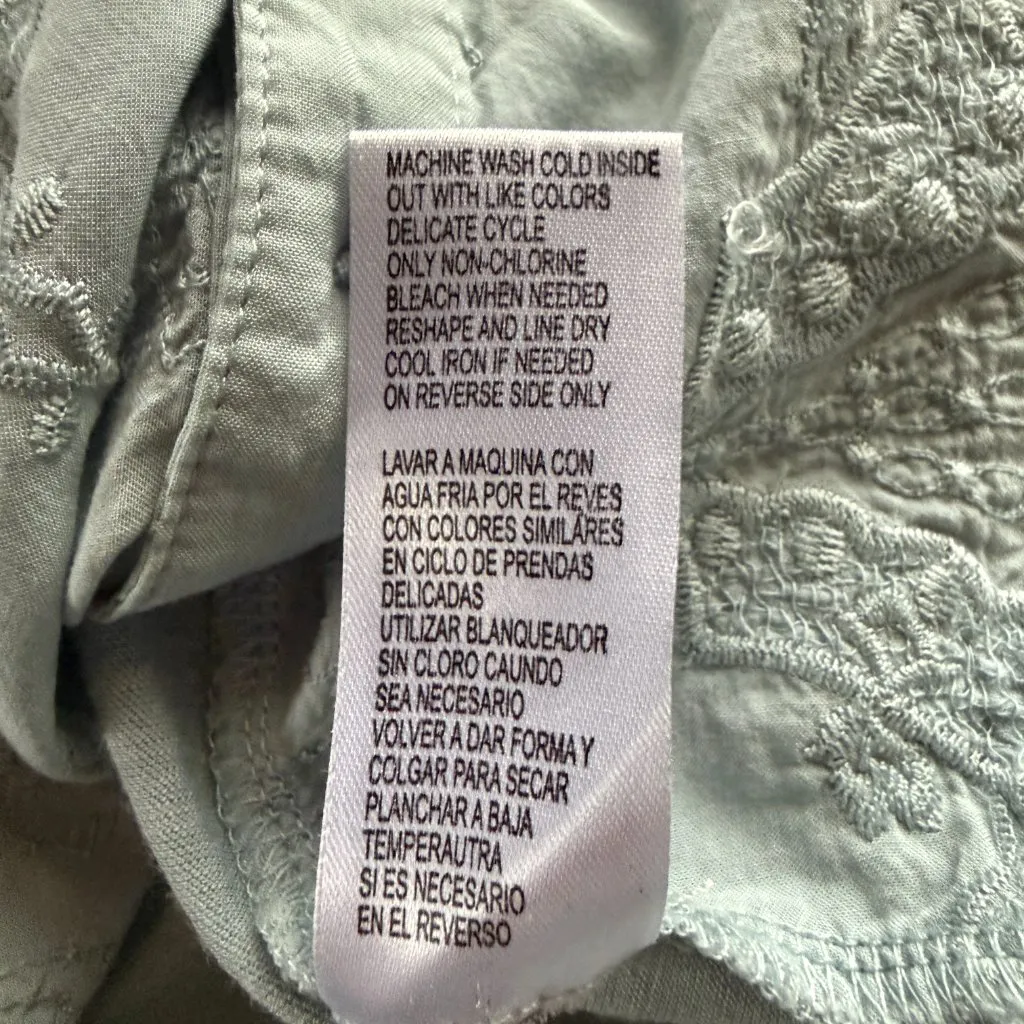 MACHINE WASH COLD INSIDE
OUT WITH LIKE COLORS
DELICATE CYCLE
ONLY NON-CHLORINE
BLEACH WHEN NEEDED
RESHAPE AND LINE DRY
COOL IRON IF NEEDED
ON REVERSE SIDE ONLY
LAVAR A MAQUINA CON
AGUA FRIA POR EL REVES
CON COLORES SIMILARES
EN CICLO DE PRENDAS
DELICADAS
UTILIZAR BLANQUEADOR
SIN CLORO CAUNDO
SEA NECESARIO
VOLVER A DAR FORMA Y
COLGAR PARA SECAR
PLANCHAR A BAJA
TEMPERAUTRA
SI ES NECESARIO
EN EL REVERSO